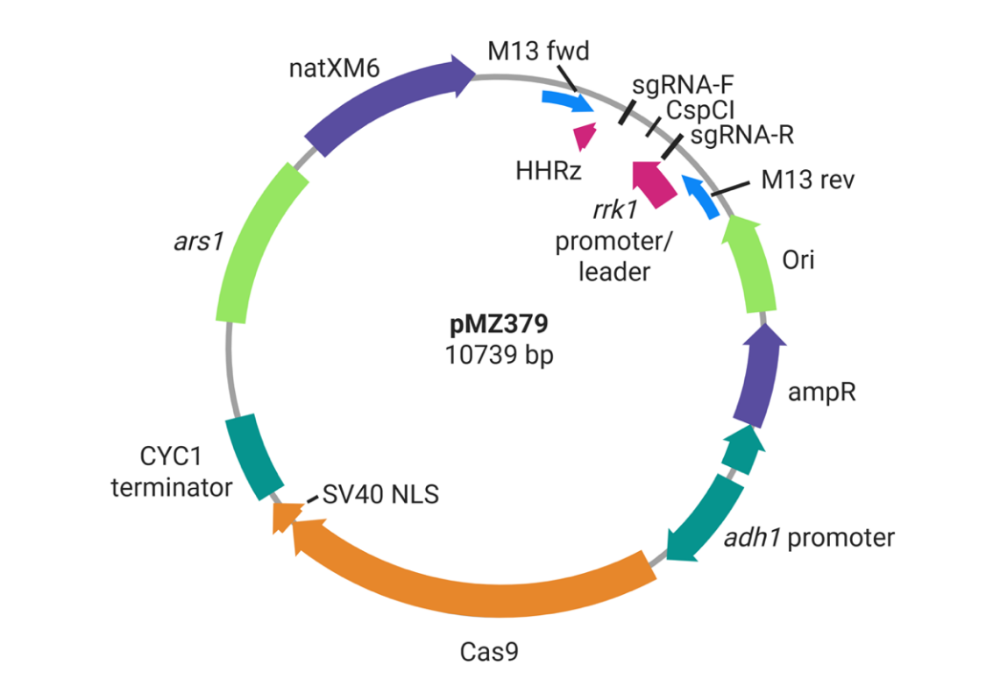 M13 fwd
natXM6
sgRNA-F
CspCI
sgRNA-R
HHRz
M13 rev
rrk1
promoter/
leader
ars1
Ori
pMZ379
10739 bp
ampR
CYC1
terminator
SV40 NLS
adh1 promoter
Cas9